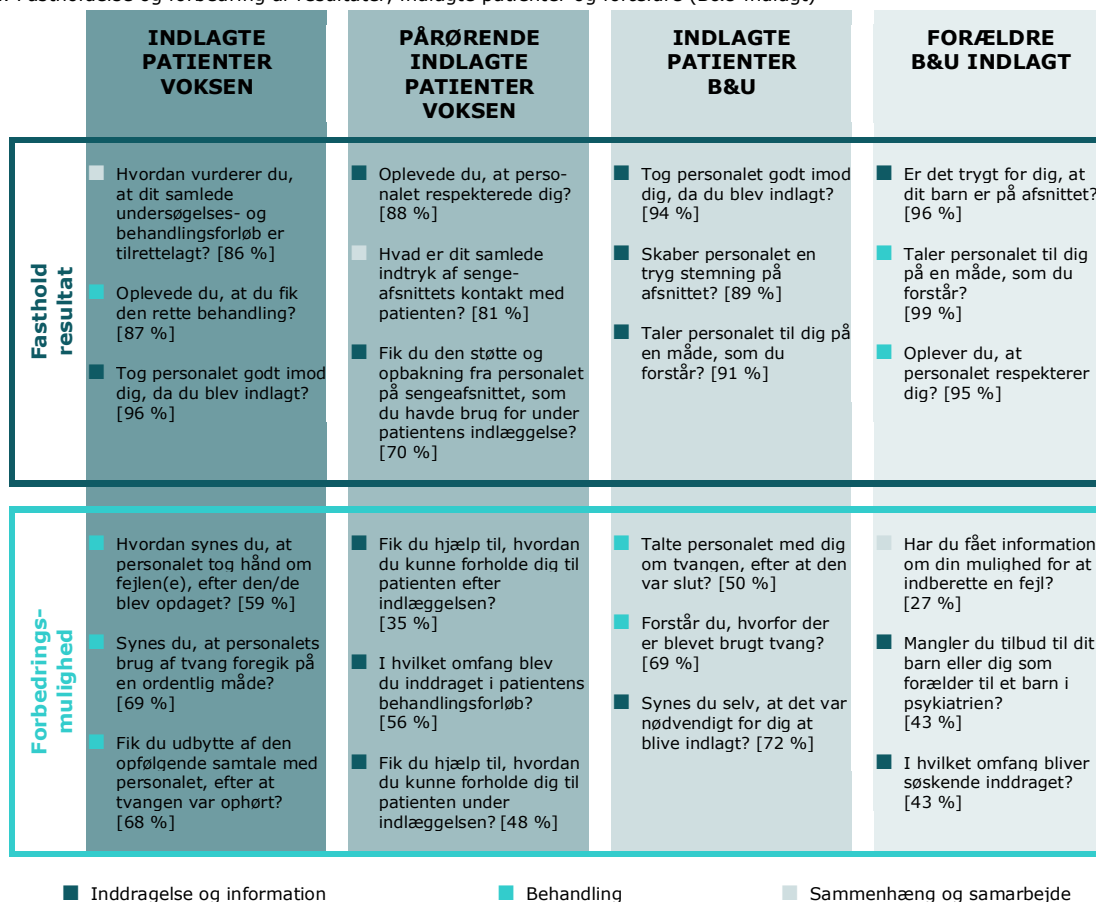 Fastholdelse og forbedring af resultater, indlagte patienter og forældre (B&U indlagt)
INDLAGTE
PATIENTER
VOKSEN
PÅRØRENDE
INDLAGTE
PATIENTER
VOKSEN
INDLAGTE
PATIENTER
B&U
FORÆLDRE
B&U INDLAGT
Fasthold
resultat
Hvordan vurderer du,
at dit samlede
undersøgelses- og
behandlingsforløb er
tilrettelagt? [86 %]
Oplevede du, at du fik
den rette behandling?
[87 %]
Tog personalet godt imod
dig, da du blev indlagt?
[96 %]
Oplevede du, at perso-
nalet respekterede dig?
[88 %]
Hvad er dit samlede
indtryk af senge-
afsnittets kontakt med
patienten? [81 %]
Fik du den støtte og
opbakning fra personalet
på sengeafsnittet, som
du havde brug for under
patientens indlæggelse?
[70 %]
Tog personalet godt imod
dig, da du blev indlagt?
[94 %]
Skaber personalet en
tryg stemning på
afsnittet? [89 %]
Taler personalet til dig på
en måde, som du
forstår? [91 %]
Er det trygt for dig, at
dit barn er på afsnittet?
[96 %]
Taler personalet til dig
på en måde, som du
forstår?
[99 %]
Oplever du, at
personalet respekterer
dig? [95 %]
Forbedrings-
mulighed
Hvordan synes du, at
personalet tog hånd om
fejlen(e), efter den/de
blev opdaget? [59 %]
Synes du, at personalets
brug af tvang foregik på
en ordentlig måde?
[69 %]
Fik du udbytte af den
opfølgende samtale med
personalet, efter at
tvangen var ophørt?
[68 %]
Fik du hjælp til, hvordan
du kunne forholde dig til
patienten efter
indlæggelsen?
[35 %]
I hvilket omfang blev
du inddraget i patientens
behandlingsforløb?
[56 %]
Fik du hjælp til, hvordan
du kunne forholde dig til
patienten under
indlæggelsen? [48 %]
Talte personalet med dig
om tvangen, efter at den
var slut? [50 %]
Forstår du, hvorfor der
er blevet brugt tvang?
[69 %]
Synes du selv, at det var
nødvendigt for dig at
blive indlagt? [72 %]
Har du fået information
om din mulighed for at
indberette en fejl?
[27 %]
Mangler du tilbud til dit
barn eller dig som
forælder til et barn i
psykiatrien?
[43 %]
I hvilket omfang bliver
søskende inddraget?
[43 %]
Inddragelse og information
Behandling
Sammenhæng og samarbejde